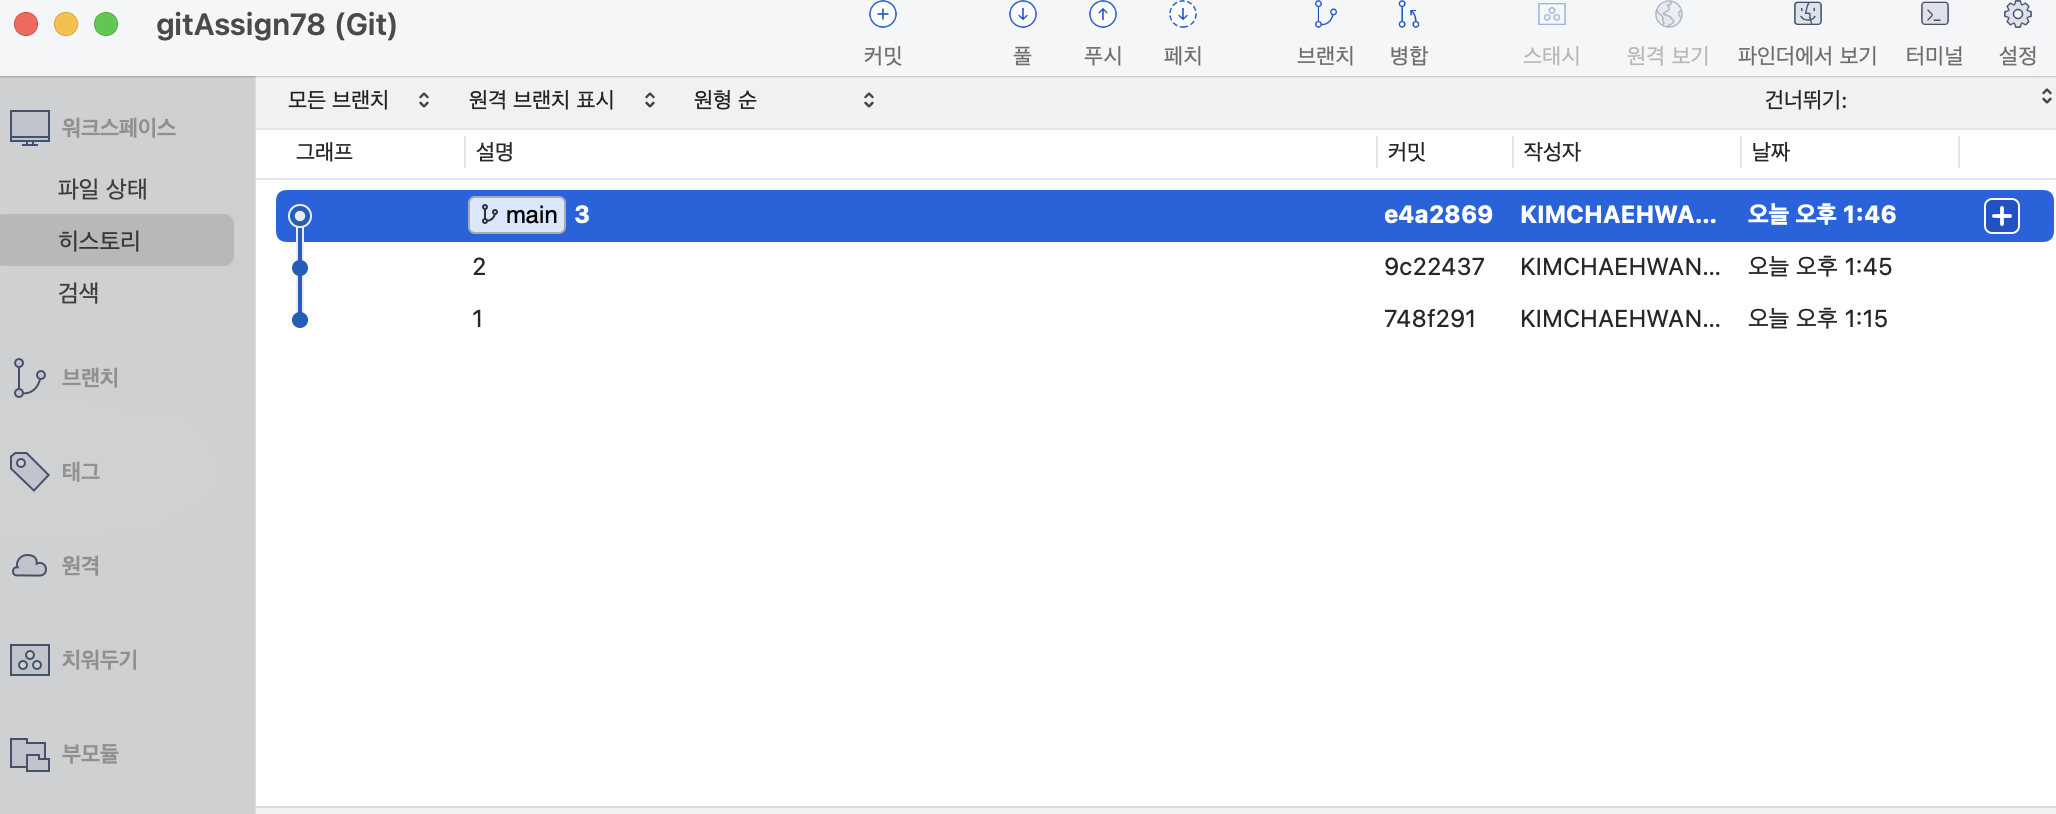 gitAssign78 (Git)
커밋 풀 푸시 페치 브랜치 병합 스태시 원격 보기 파인더에서 보기 터미널 설정
모든 브랜치 원격 브랜치 표시 원형 순 건너뛰기:
워크스페이스
파일 상태
히스토리
검색
브랜치
태그
원격
치워두기
부모듈
그래프 설명 커밋 작성자 날짜
main 3 e4a2869 KIMCHAEHWA... 오늘 오후 1:46
2 9c22437 KIMCHAEHWAN... 오늘 오후 1:45
1 748f291 KIMCHAEHWAN... 오늘 오후 1:15